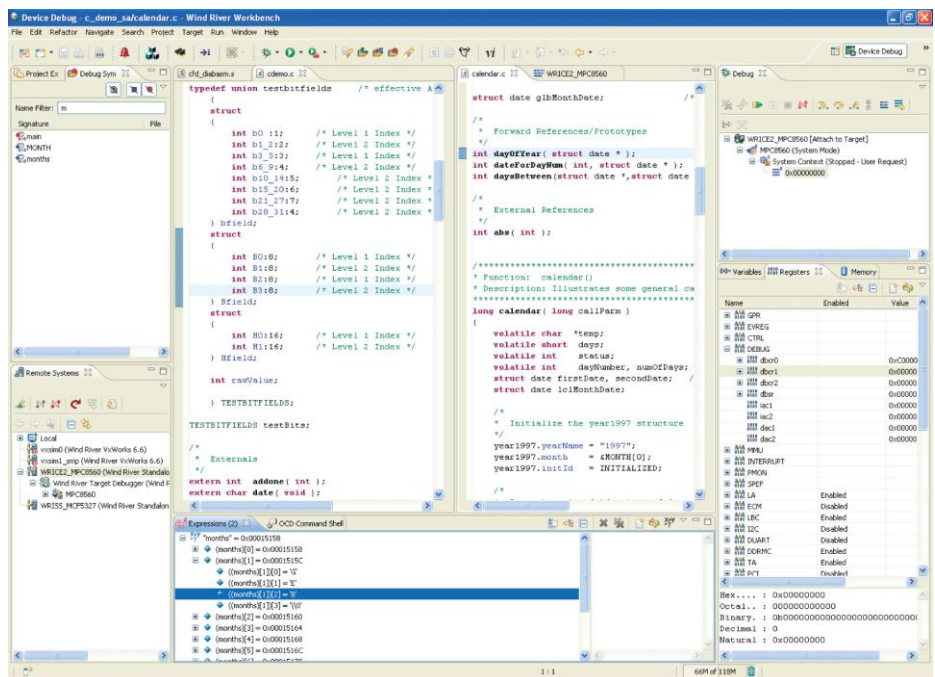 Device Debug - c_demo_sa/calendar.c - Wind River Workbench
File Edit Refactor Navigate Search Project Target Run Window Help
Device Debug
Project Ex Debug Sym
Name Filter: m
Signature File
main
MONTH
months
Remote Systems
Local
vxsim0 (Wind River VxWorks 6.6)
vxsim1_smp (Wind River VxWorks 6.6)
WRICE2_MPC8560 (Wind River Standalo
Wind River Target Debugger (Wind F
MPC8560
WRISS_MCF5327 (Wind River Standalon
cfd_diabasm.s cdemo.c
typedef union testbitfields /* effective A
{
struct
{
int b0 :1; /* Level 1 Index */
int b1_2:2; /* Level 2 Index */
int b3_5:3; /* Level 1 Index */
int b6_9:4; /* Level 2 Index */
int b10_14:5; /* Level 2 Index *
int b15_20:6; /* Level 2 Index *
int b21_27:7; /* Level 2 Index *
int b28_31:4; /* Level 2 Index *
} bfield;
struct
{
int B0:8; /* Level 1 Index */
int B1:8; /* Level 2 Index */
int B2:8; /* Level 1 Index */
int B3:8; /* Level 2 Index */
} Bfield;
struct
{
int H0:16; /* Level 1 Index */
int H1:16; /* Level 2 Index */
} Hfield;
int rawValue;
} TESTBITFIELDS;
TESTBITFIELDS testBits;
/*
* Externals
*/
extern int addone( int );
extern char date( void );
calendar.c WRICE2_MPC8560
struct date glbMonthDate; /*
/*
* Forward References/Prototypes
*/
int dayOfYear( struct date * );
int dateForDayNum( int, struct date * );
int daysBetween(struct date *,struct date
/*
* External References
*/
int abs( int );
/*****************************************
* Function: calendar()
* Description: Illustrates some general ca
******************************************
long calendar( long callParm )
{
volatile char *temp;
volatile short days;
volatile int status;
volatile int dayNumber, numOfDays;
struct date firstDate, secondDate; /
struct date lclMonthDate;
/*
* Initialize the year1997 structure
*/
year1997.yearName = "1997";
year1997.month = &MONTH[0];
year1997.initId = INITIALIZED;
/*
Expressions (2) OCD Command Shell
"months" = 0x00015158
(months)[0] = 0x00015158
(months)[1] = 0x0001515C
((months)[1])[0] = 'G'
((months)[1])[1] = 'E'
((months)[1])[2] = 'B'
((months)[1])[3] = '\0'
(months)[2] = 0x00015160
(months)[3] = 0x00015164
(months)[4] = 0x00015168
(months)[5] = 0x0001516C
Debug
WRICE2_MPC8560 [Attach to Target]
MPC8560 (System Mode)
System Context (Stopped - User Request)
0x00000000
Variables Registers Memory
Name Enabled Value
GPR
EVREG
CTRL
DEBUG
dbcr0 0xC0000
dbcr1 0x00000
dbcr2 0x00000
dbsr 0x00000
iac1 0x00000
iac2 0x00000
dac1 0x00000
dac2 0x00000
MMU
INTERRUPT
PMON
SPEF
LA Enabled
ECM Disabled
LBC Enabled
I2C Disabled
DUART Disabled
DDRMC Enabled
TA Enabled
PCI Disabled
Hex.... : 0x00000000
Octal.. : 000000000000
Binary. : 0b00000000000000000000000
Decimal : 0
Natural : 0x00000000
1 : 1
66M of 118M